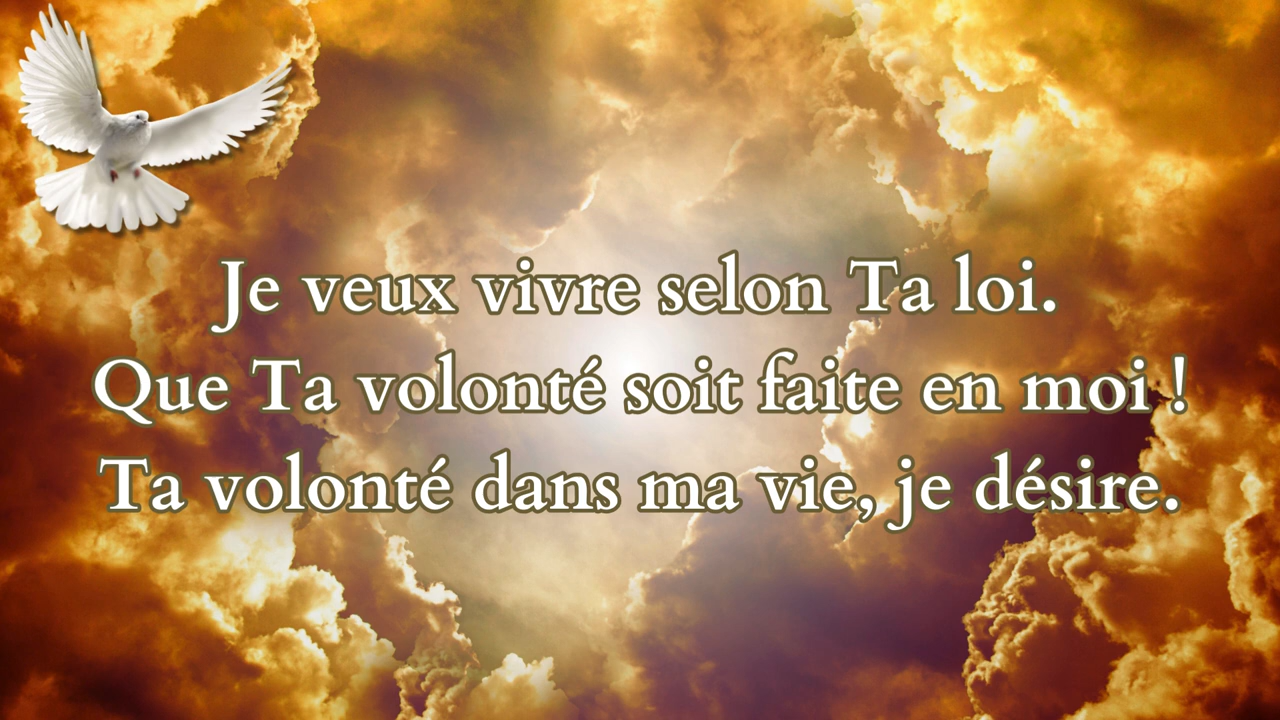 Je veux vivre selon Ta loi.
Que Ta volonté soit faite en moi !
Ta volonté dans ma vie, je désire.